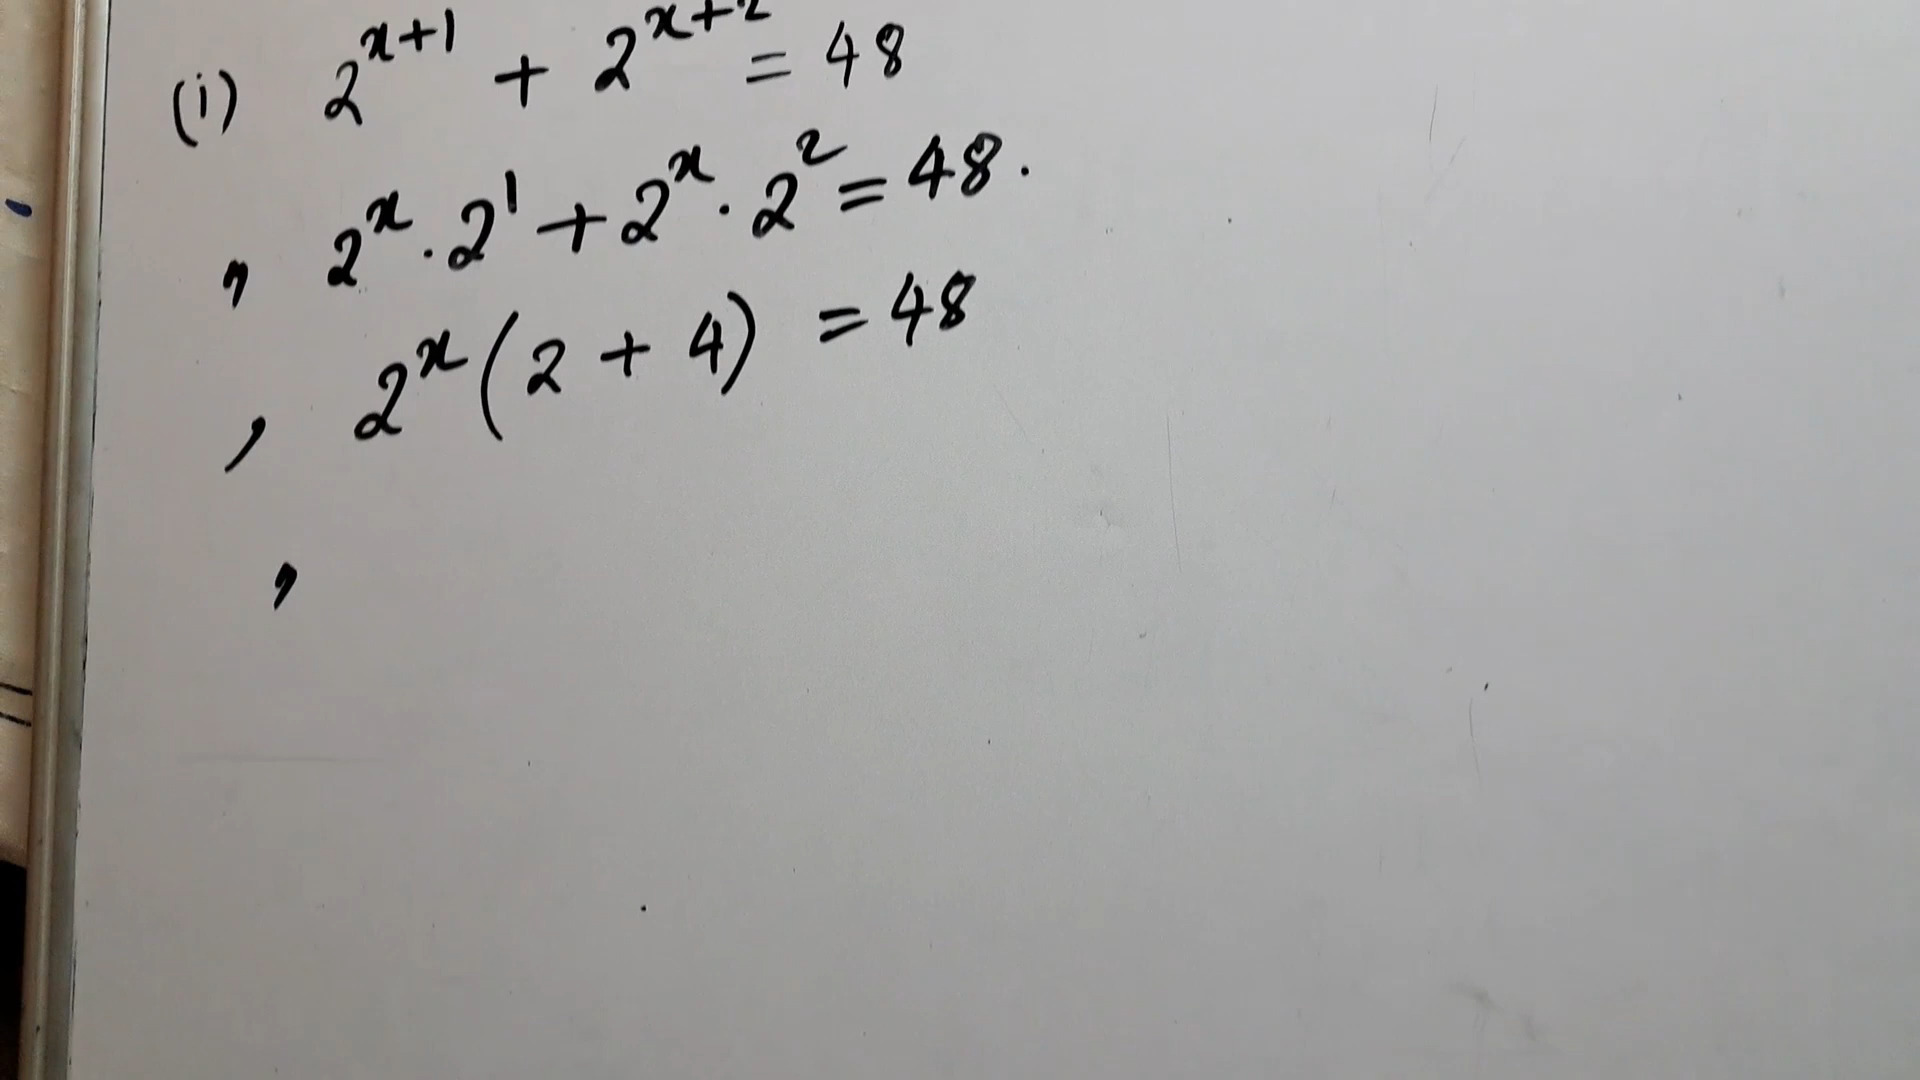 (i) 2^{x+1} + 2^{x+2} = 48
, 2^x . 2^1 + 2^x . 2^2 = 48.
, 2^x (2 + 4) = 48
,